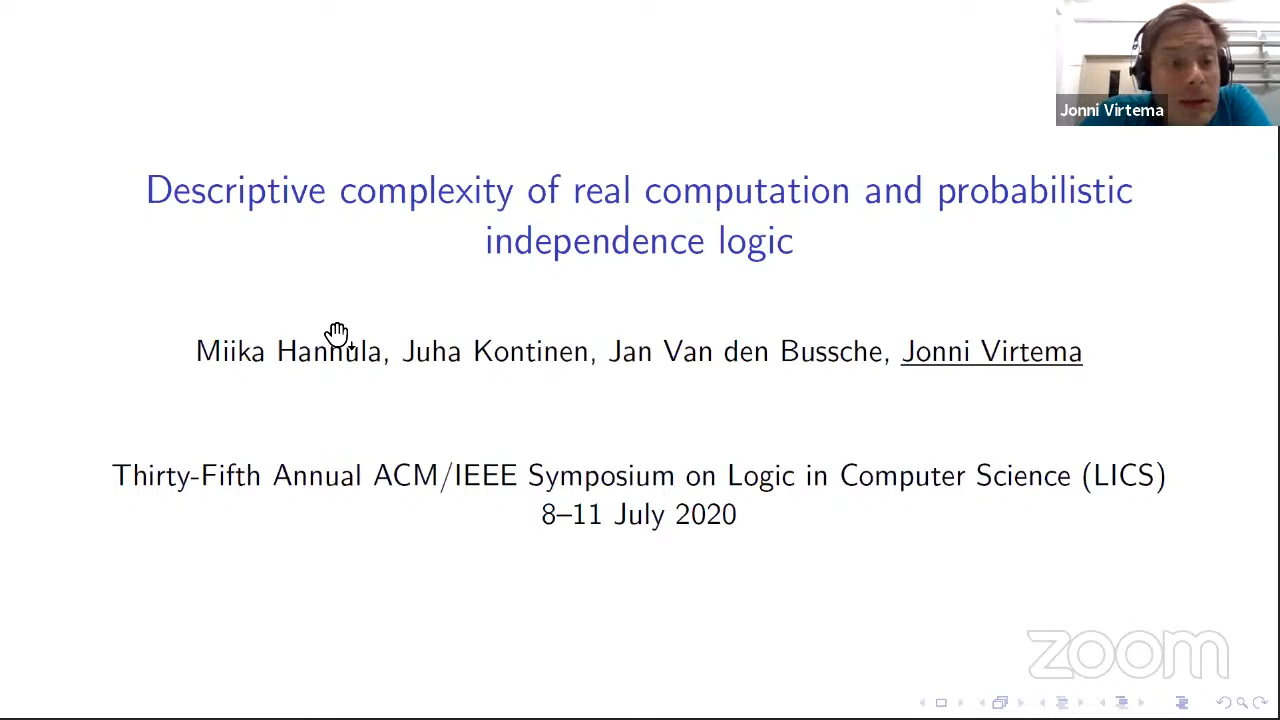 Jonni Virtema
Descriptive complexity of real computation and probabilistic
independence logic
Miika Hannula, Juha Kontinen, Jan Van den Bussche, Jonni Virtema
Thirty-Fifth Annual ACM/IEEE Symposium on Logic in Computer Science (LICS)
8–11 July 2020
zoom